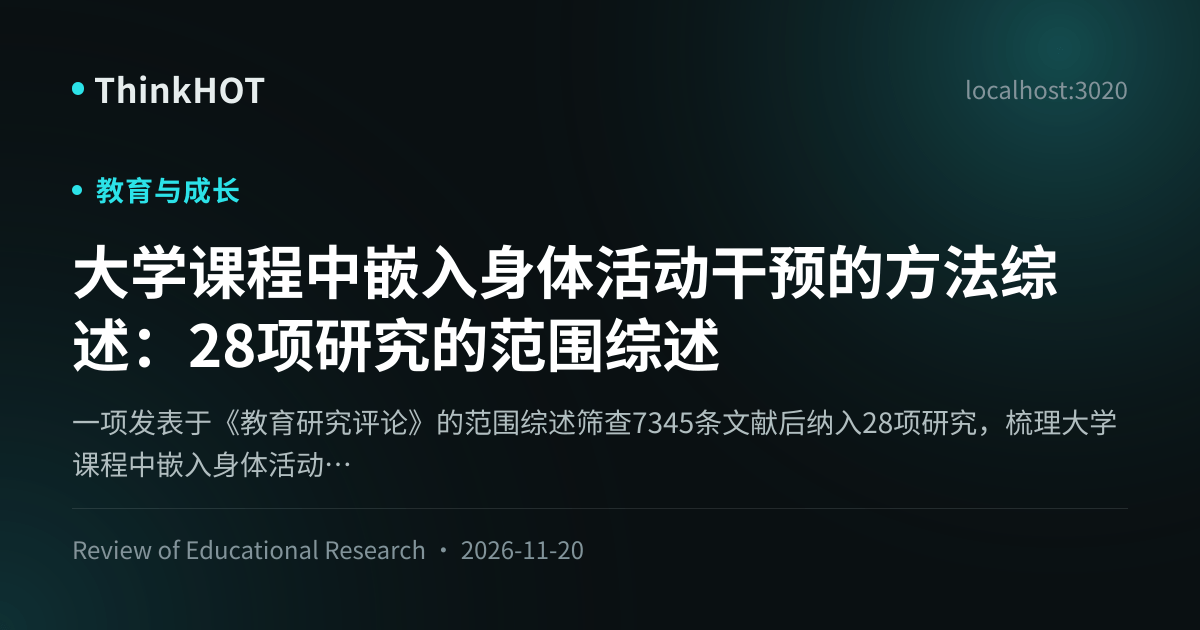 ThinkHOT
localhost:3020
教育与成长
大学课程中嵌入身体活动干预的方法综
述：28项研究的范围综述
一项发表于《教育研究评论》的范围综述筛查7345条文献后纳入28项研究，梳理大学
课程中嵌入身体活动…
Review of Educational Research · 2026-11-20